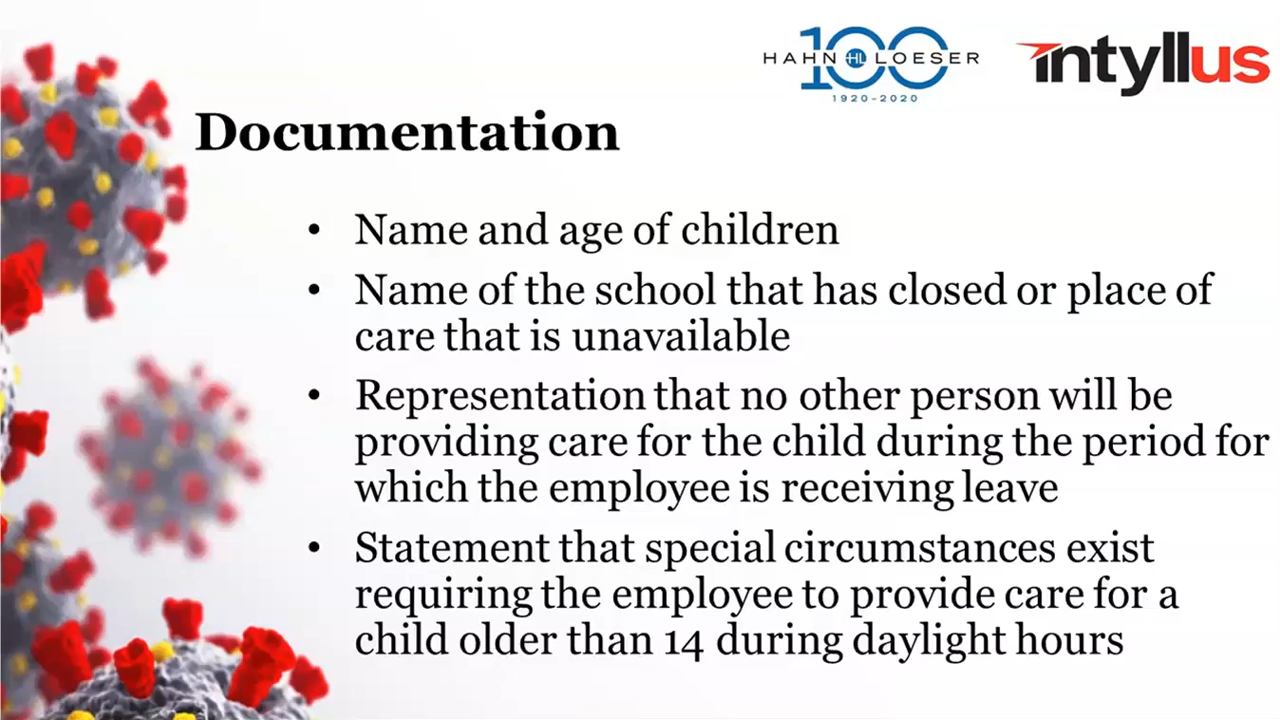 HAHN HL LOESER
100
1920-2020
intyllus
Documentation
• Name and age of children
• Name of the school that has closed or place of
care that is unavailable
• Representation that no other person will be
providing care for the child during the period for
which the employee is receiving leave
• Statement that special circumstances exist
requiring the employee to provide care for a
child older than 14 during daylight hours